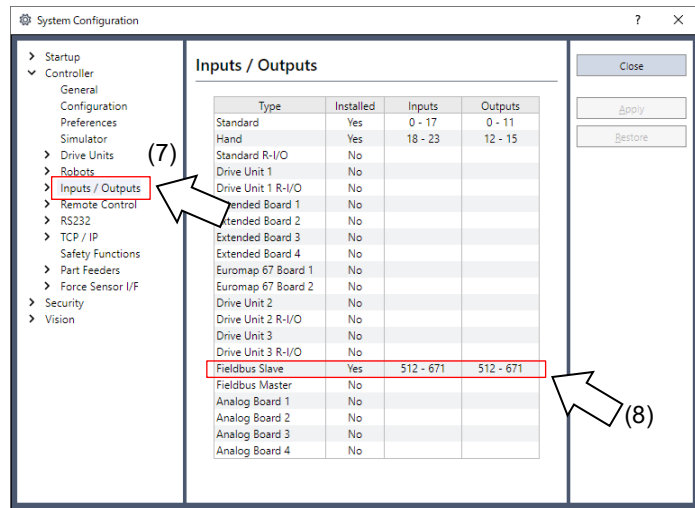 System Configuration ? ×
Startup
Controller
General
Configuration
Preferences
Simulator
Drive Units
Robots
Inputs / Outputs
Remote Control
RS232
TCP / IP
Safety Functions
Part Feeders
Force Sensor I/F
Security
Vision
(7)
Inputs / Outputs
Type Installed Inputs Outputs
Standard Yes 0 - 17 0 - 11
Hand Yes 18 - 23 12 - 15
Standard R-I/O No
Drive Unit 1 No
Drive Unit 1 R-I/O No
Extended Board 1 No
Extended Board 2 No
Extended Board 3 No
Extended Board 4 No
Euromap 67 Board 1 No
Euromap 67 Board 2 No
Drive Unit 2 No
Drive Unit 2 R-I/O No
Drive Unit 3 No
Drive Unit 3 R-I/O No
Fieldbus Slave Yes 512 - 671 512 - 671
Fieldbus Master No
Analog Board 1 No
Analog Board 2 No
Analog Board 3 No
Analog Board 4 No
(8)
Close
Apply
Restore